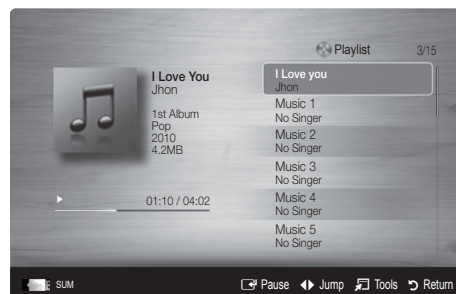 Playlist 3/15
I Love You
Jhon
1st Album
Pop
2010
4.2MB
01:10 / 04:02
I Love you
Jhon
Music 1
No Singer
Music 2
No Singer
Music 3
No Singer
Music 4
No Singer
Music 5
No Singer
SUM Pause Jump Tools Return